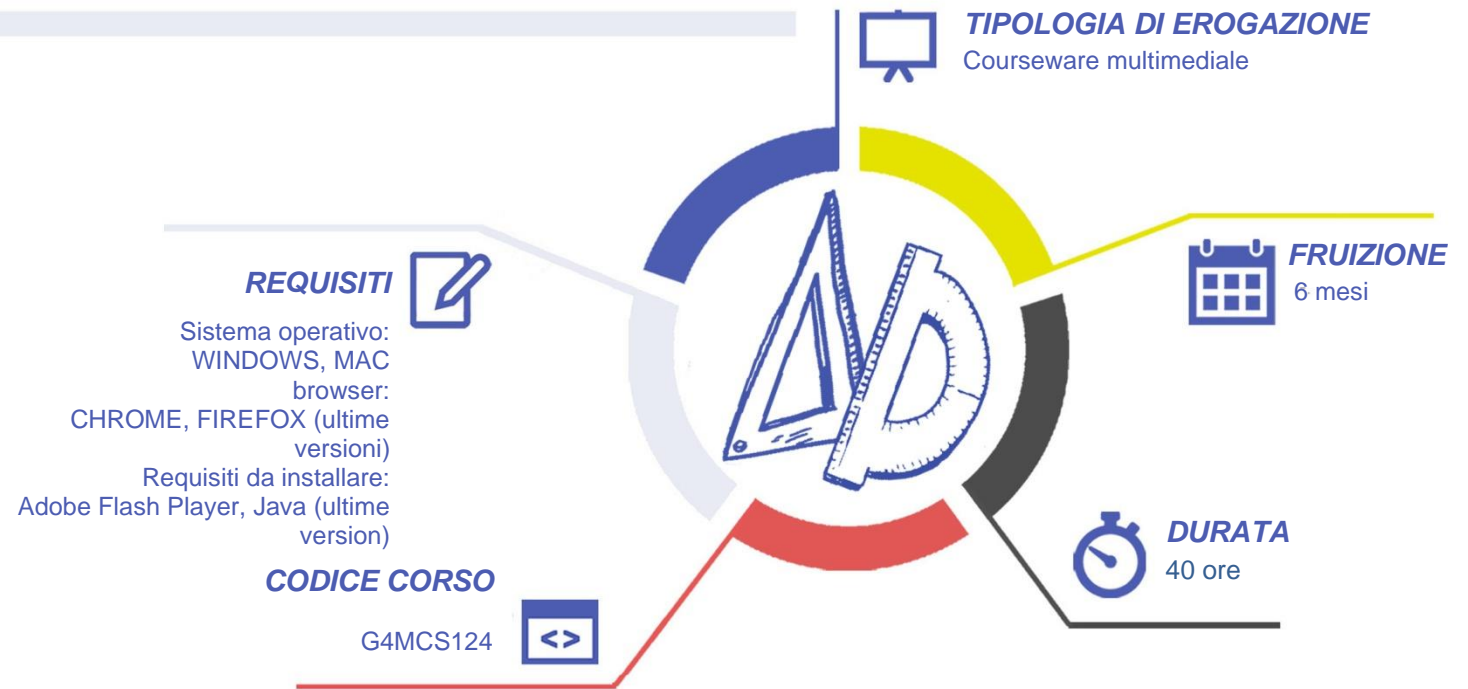 TIPOLOGIA DI EROGAZIONE
Courseware multimediale
FRUIZIONE
6 mesi
REQUISITI
Sistema operativo:
WINDOWS, MAC
browser:
CHROME, FIREFOX (ultime
versioni)
Requisiti da installare:
Adobe Flash Player, Java (ultime
version)
DURATA
40 ore
CODICE CORSO
G4MCS124
<>